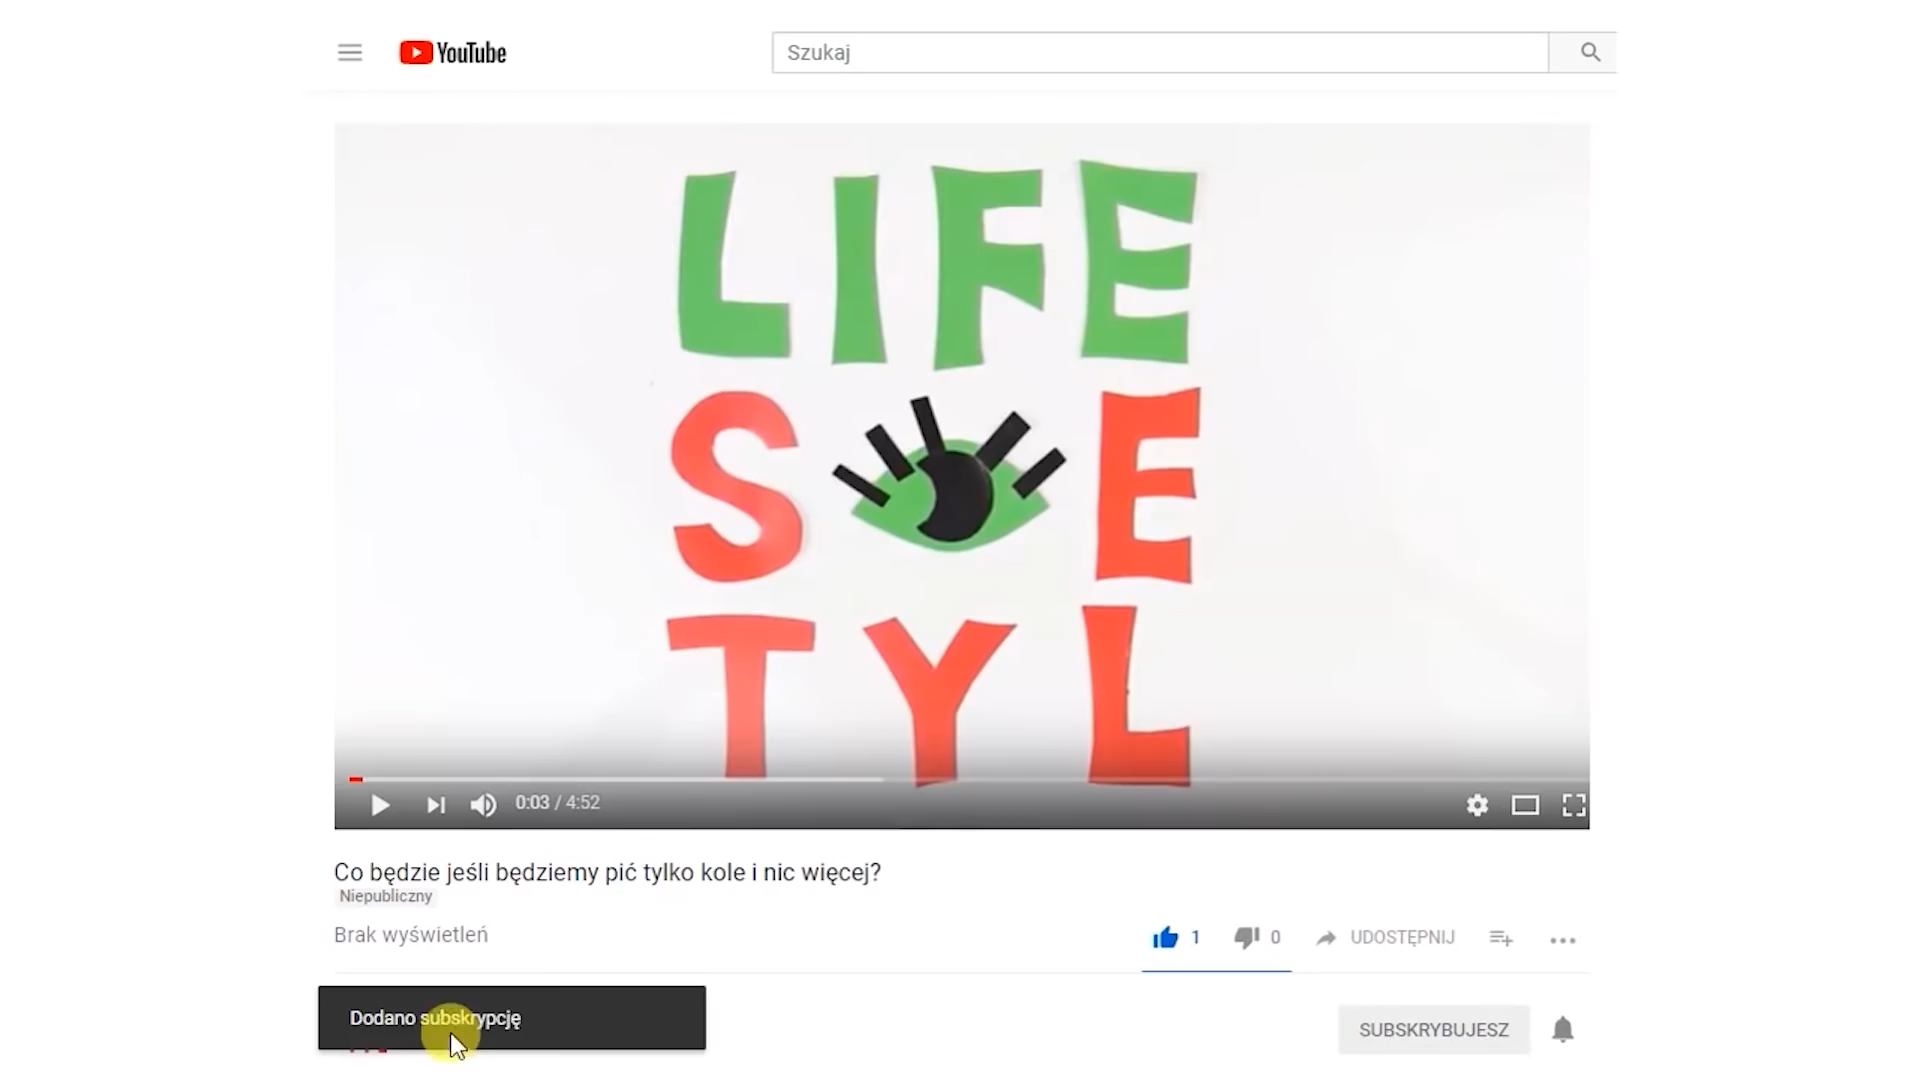 YouTube
Szukaj
LIFE
S E
TYL
0:03 / 4:52
Co będzie jeśli będziemy pić tylko kole i nic więcej?
Niepubliczny
Brak wyświetleń
1 0 UDOSTĘPNIJ
Dodano subskrypcję
SUBSKRYBUJESZ